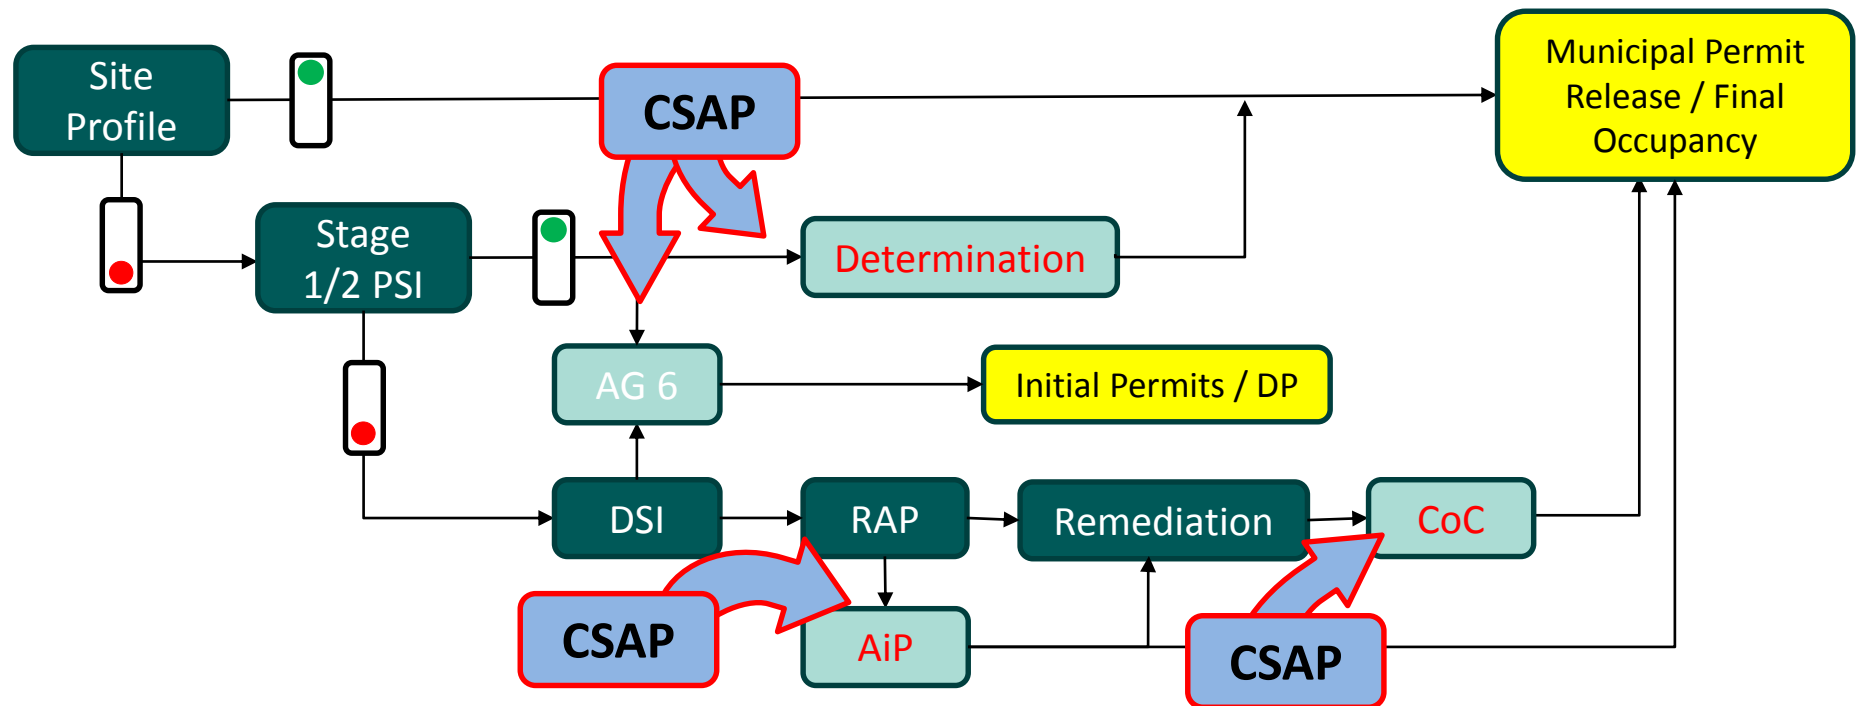 Site
Profile
CSAP
Municipal Permit
Release / Final
Occupancy
Stage
1/2 PSI
Determination
AG 6
Initial Permits / DP
DSI
RAP
Remediation
CoC
CSAP
AiP
CSAP